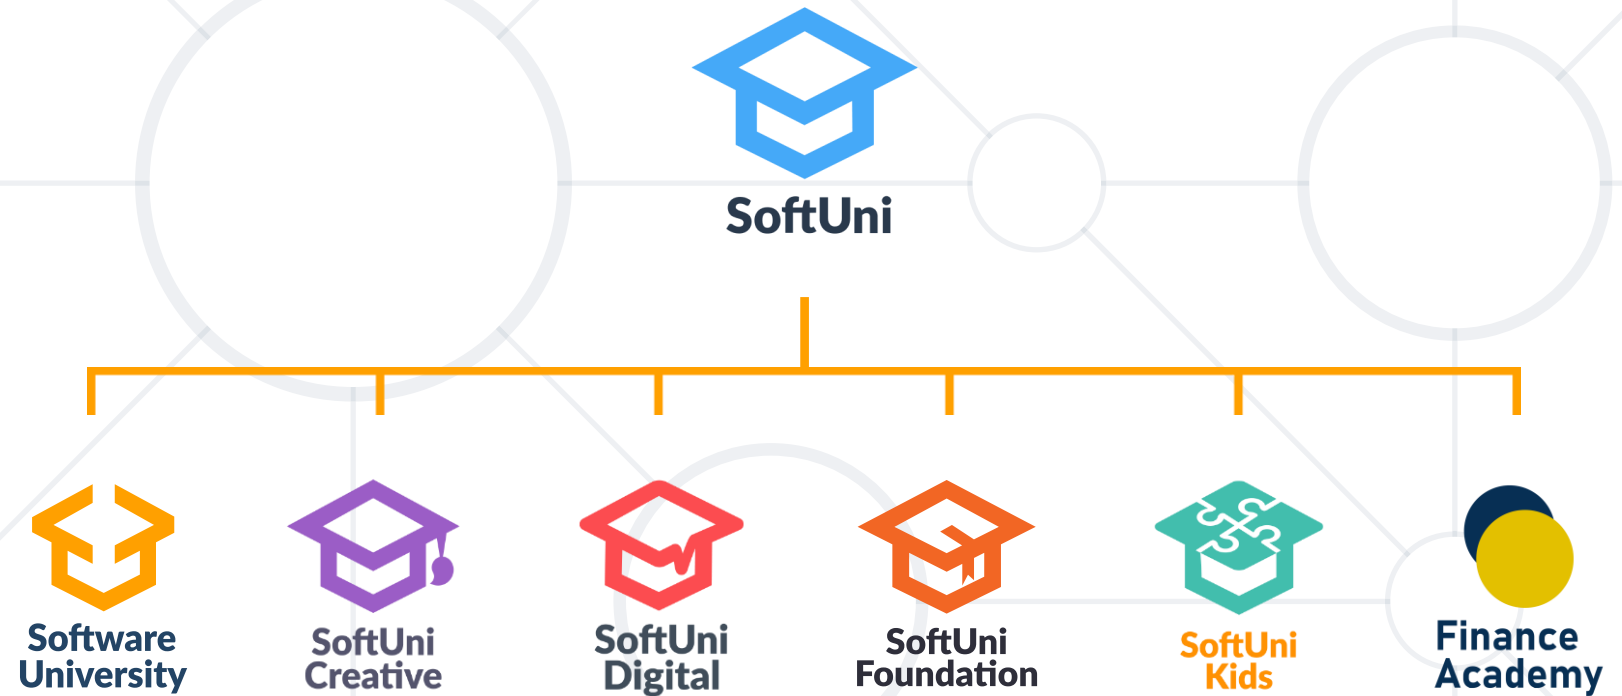 SoftUni
Software
University
SoftUni
Creative
SoftUni
Digital
SoftUni
Foundation
SoftUni
Kids
Finance
Academy